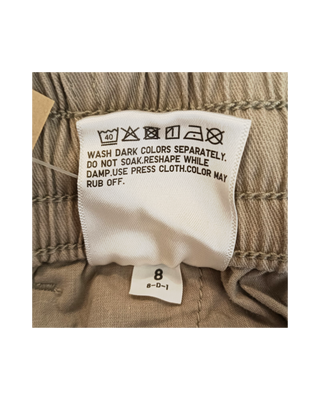 40
WASH DARK COLORS SEPARATELY.
DO NOT SOAK.RESHAPE WHILE
DAMP.USE PRESS CLOTH.COLOR MAY
RUB OFF.
8
8-D-1